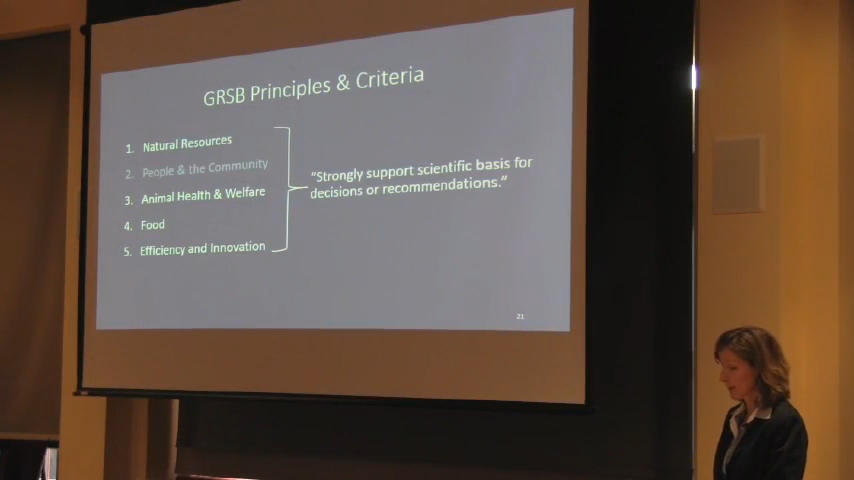 GRSB Principles & Criteria
1. Natural Resources
2. People & the Community
3. Animal Health & Welfare
4. Food
5. Efficiency and Innovation
“Strongly support scientific basis for
decisions or recommendations.”
21